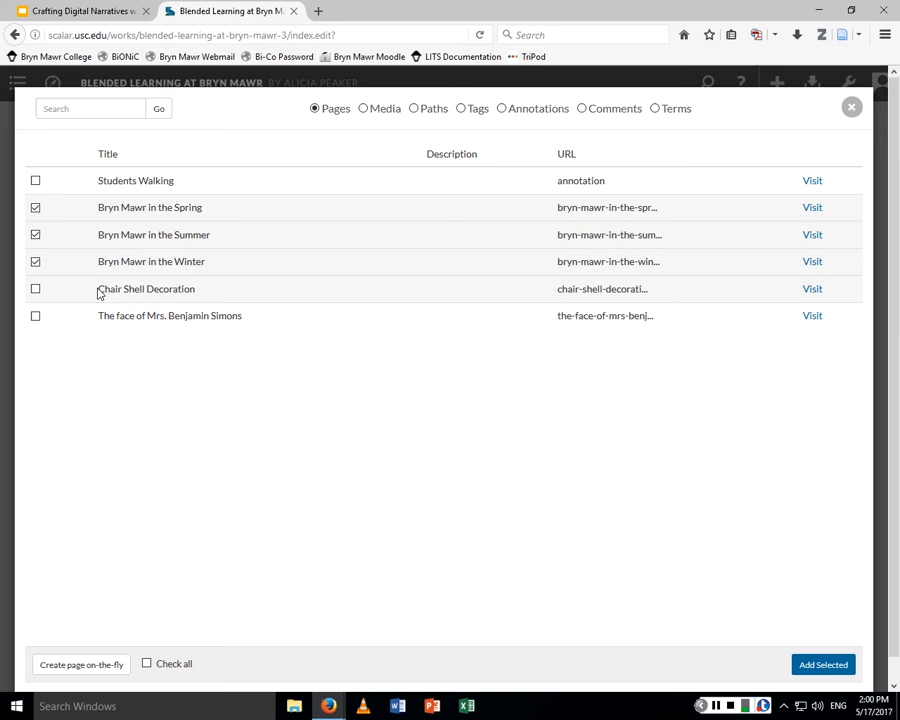 Crafting Digital Narratives w
Blended Learning at Bryn M
scalar.usc.edu/works/blended-learning-at-bryn-mawr-3/index.edit?
Search
Bryn Mawr College
BiONiC
Bryn Mawr Webmail
Bi-Co Password
Bryn Mawr Moodle
LITS Documentation
TriPod
BLENDED LEARNING AT BRYN MAWR BY ALICIA PEAKER
Search
Go
Pages
Media
Paths
Tags
Annotations
Comments
Terms
Title Description URL
Students Walking annotation Visit
Bryn Mawr in the Spring bryn-mawr-in-the-spr... Visit
Bryn Mawr in the Summer bryn-mawr-in-the-sum... Visit
Bryn Mawr in the Winter bryn-mawr-in-the-win... Visit
Chair Shell Decoration chair-shell-decorati... Visit
The face of Mrs. Benjamin Simons the-face-of-mrs-benj... Visit
Create page on-the-fly
Check all
Add Selected
Search Windows
ENG
2:00 PM
5/17/2017